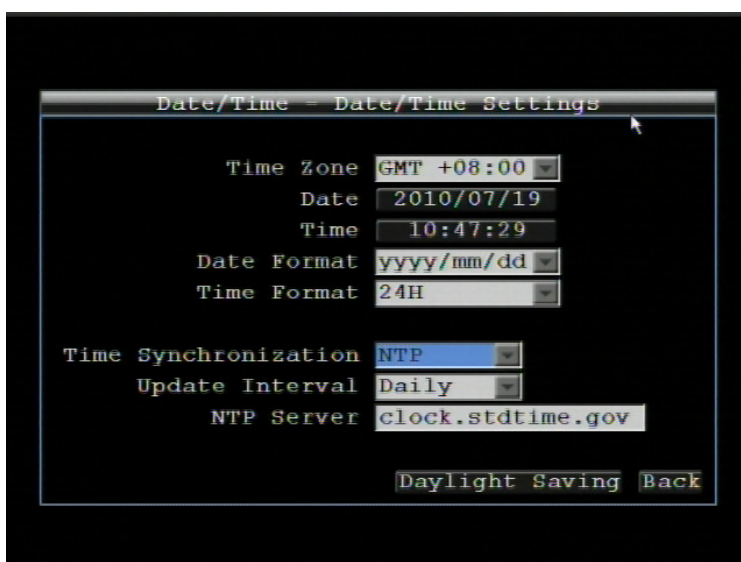 Date/Time - Date/Time Settings
Time Zone GMT +08:00
Date 2010/07/19
Time 10:47:29
Date Format yyyy/mm/dd
Time Format 24H
Time Synchronization NTP
Update Interval Daily
NTP Server clock.stdtime.gov
Daylight Saving Back